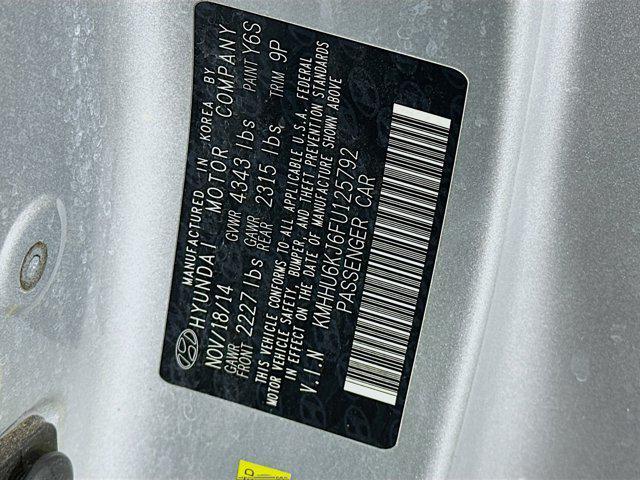 MANUFACTURED IN KOREA BY
HYUNDAI MOTOR COMPANY
NOV/18/14 GVWR 4343 lbs PAINT Y6S
GAWR FRONT 2227 lbs GAWR REAR 2315 lbs TRIM 9P
THIS VEHICLE CONFORMS TO ALL APPLICABLE U.S.A. FEDERAL
MOTOR VEHICLE SAFETY, BUMPER, AND THEFT PREVENTION STANDARDS
IN EFFECT ON THE DATE OF MANUFACTURE SHOWN ABOVE
V.I.N KMHHU6KJ6FU125792
PASSENGER CAR